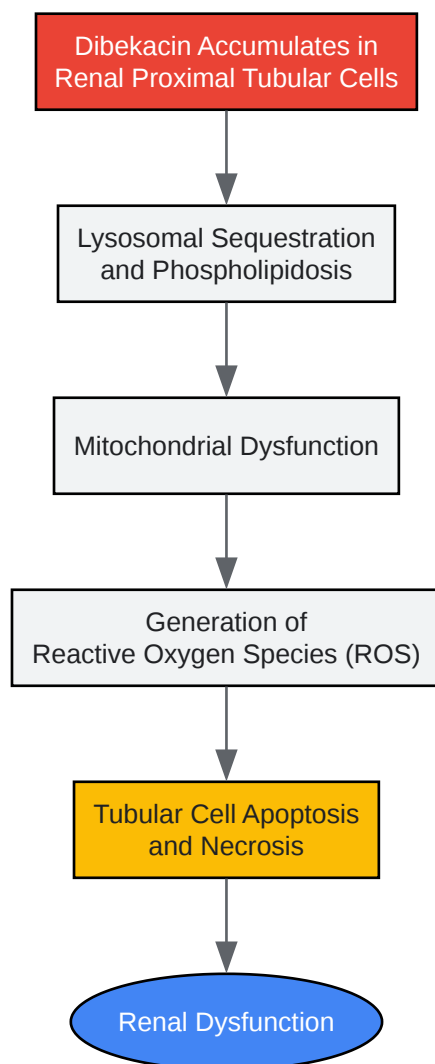 Dibekacin Accumulates in
Renal Proximal Tubular Cells
Lysosomal Sequestration
and Phospholipidosis
Mitochondrial Dysfunction
Generation of
Reactive Oxygen Species (ROS)
Tubular Cell Apoptosis
and Necrosis
Renal Dysfunction